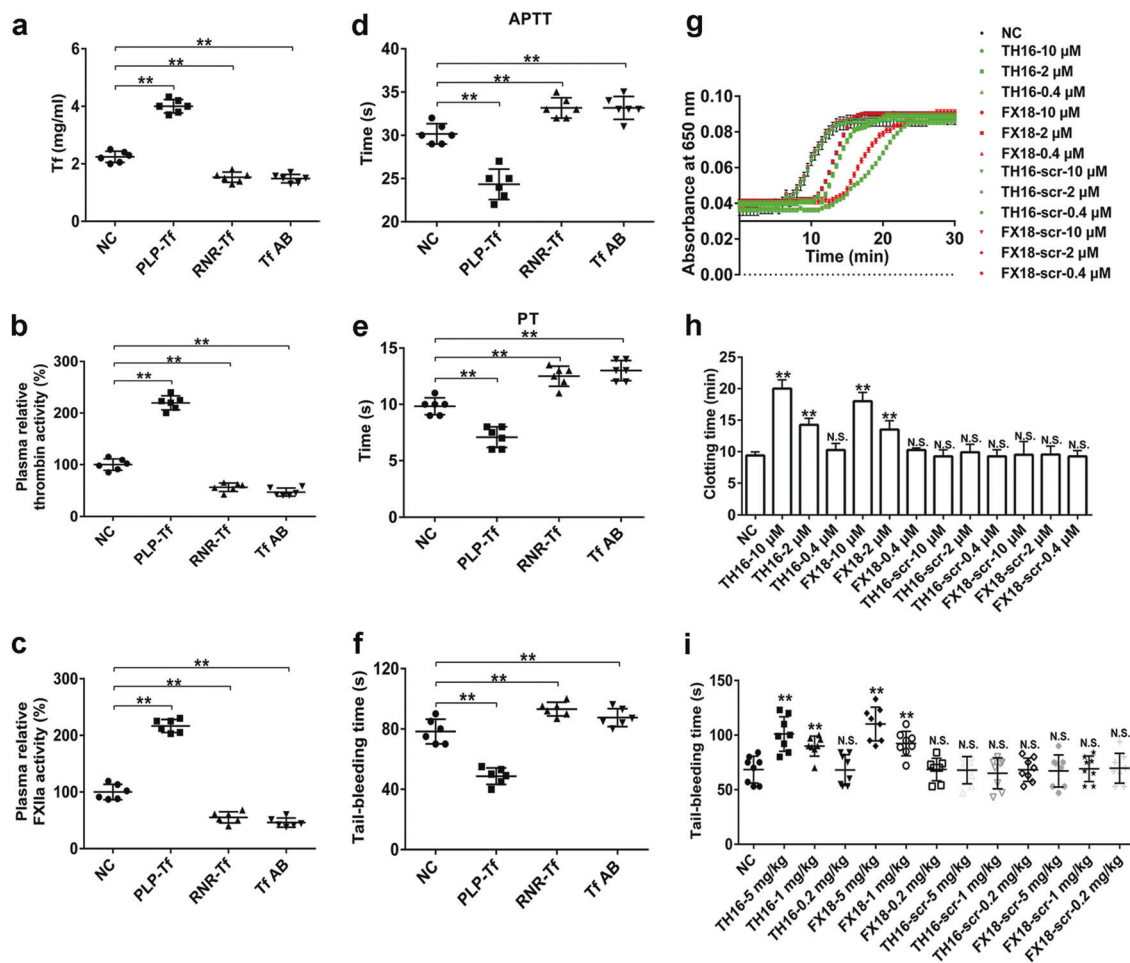 a
Tf (mg/ml)
6
4
2
0
**
**
**
NC
PLP-Tf
RNR-Tf
Tf AB
b
Plasma relative
thrombin activity (%)
300
200
100
0
**
**
**
NC
PLP-Tf
RNR-Tf
Tf AB
c
Plasma relative
FXIIa activity (%)
300
200
100
0
**
**
**
NC
PLP-Tf
RNR-Tf
Tf AB
d
APTT
Time (s)
40
35
30
25
20
**
**
**
NC
PLP-Tf
RNR-Tf
Tf AB
e
PT
Time (s)
15
10
5
0
**
**
**
NC
PLP-Tf
RNR-Tf
Tf AB
f
Tail-bleeding time (s)
120
80
40
0
**
**
**
NC
PLP-Tf
RNR-Tf
Tf AB
g
Absorbance at 650 nm
0.10
0.08
0.06
0.04
0.02
0.00
10
20
30
Time (min)
NC
TH16-10 μM
TH16-2 μM
TH16-0.4 μM
FX18-10 μM
FX18-2 μM
FX18-0.4 μM
TH16-scr-10 μM
TH16-scr-2 μM
TH16-scr-0.4 μM
FX18-scr-10 μM
FX18-scr-2 μM
FX18-scr-0.4 μM
h
Clotting time (min)
25
20
15
10
5
0
**
**
N.S.
**
**
N.S.
N.S.
N.S.
N.S.
N.S.
N.S.
N.S.
NC
TH16-10 μM
TH16-2 μM
TH16-0.4 μM
FX18-10 μM
FX18-2 μM
FX18-0.4 μM
TH16-scr-10 μM
TH16-scr-2 μM
TH16-scr-0.4 μM
FX18-scr-10 μM
FX18-scr-2 μM
FX18-scr-0.4 μM
i
Tail-bleeding time (s)
150
100
50
0
**
**
N.S.
**
**
N.S.
N.S.
N.S.
N.S.
N.S.
N.S.
N.S.
NC
TH16-5 mg/kg
TH16-1 mg/kg
TH16-0.2 mg/kg
FX18-5 mg/kg
FX18-1 mg/kg
FX18-0.2 mg/kg
TH16-scr-5 mg/kg
TH16-scr-1 mg/kg
TH16-scr-0.2 mg/kg
FX18-scr-5 mg/kg
FX18-scr-1 mg/kg
FX18-scr-0.2 mg/kg